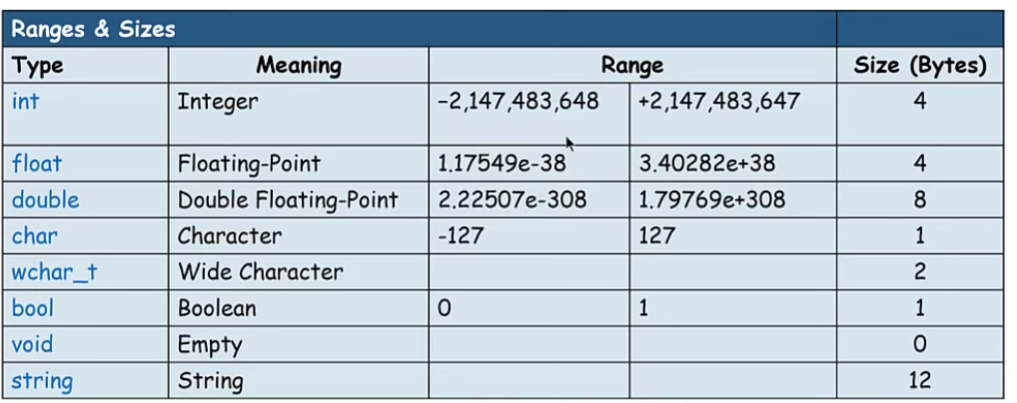 Ranges & Sizes
Type Meaning Range Size (Bytes)
int Integer −2,147,483,648 +2,147,483,647 4
float Floating-Point 1.17549e-38 3.40282e+38 4
double Double Floating-Point 2.22507e-308 1.79769e+308 8
char Character -127 127 1
wchar_t Wide Character 2
bool Boolean 0 1 1
void Empty 0
string String 12